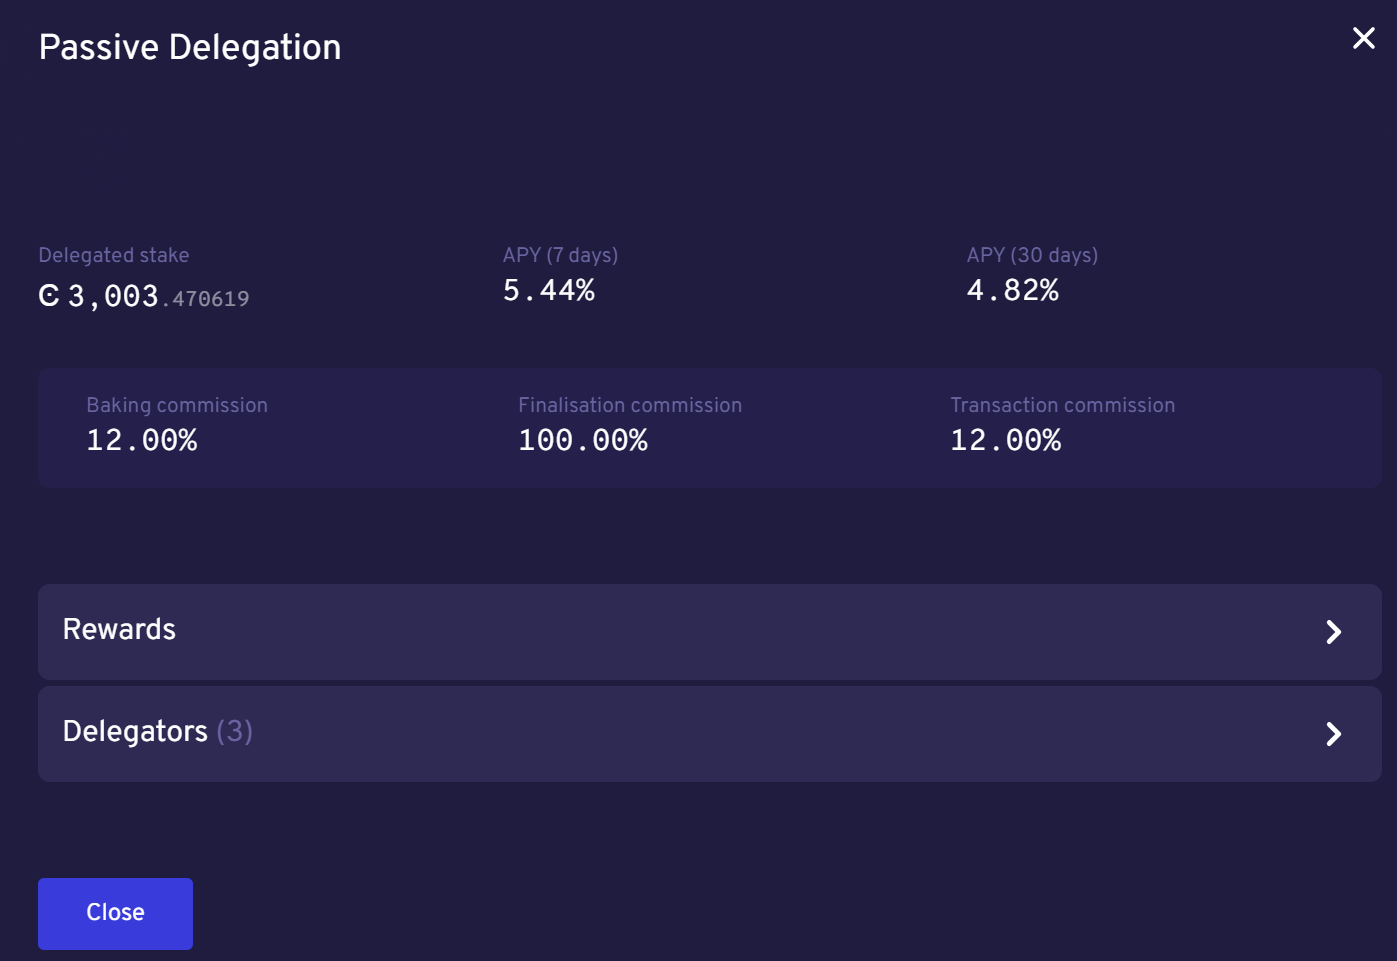 Passive Delegation
Delegated stake
Ͼ 3,003.470619
APY (7 days)
5.44%
APY (30 days)
4.82%
Baking commission
12.00%
Finalisation commission
100.00%
Transaction commission
12.00%
Rewards
Delegators (3)
Close